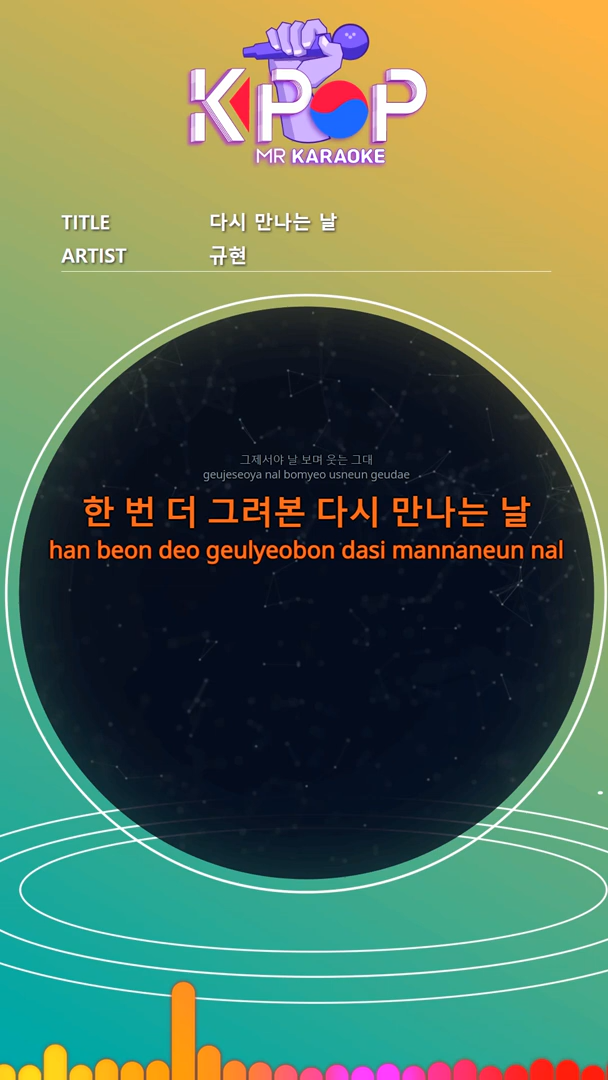 KPOP
MR KARAOKE
TITLE 다시 만나는 날
ARTIST 규현
그제서야 날 보며 웃는 그대
geujeseoya nal bomyeo usneun geudae
한 번 더 그려본 다시 만나는 날
han beon deo geulyeobon dasi mannaneun nal